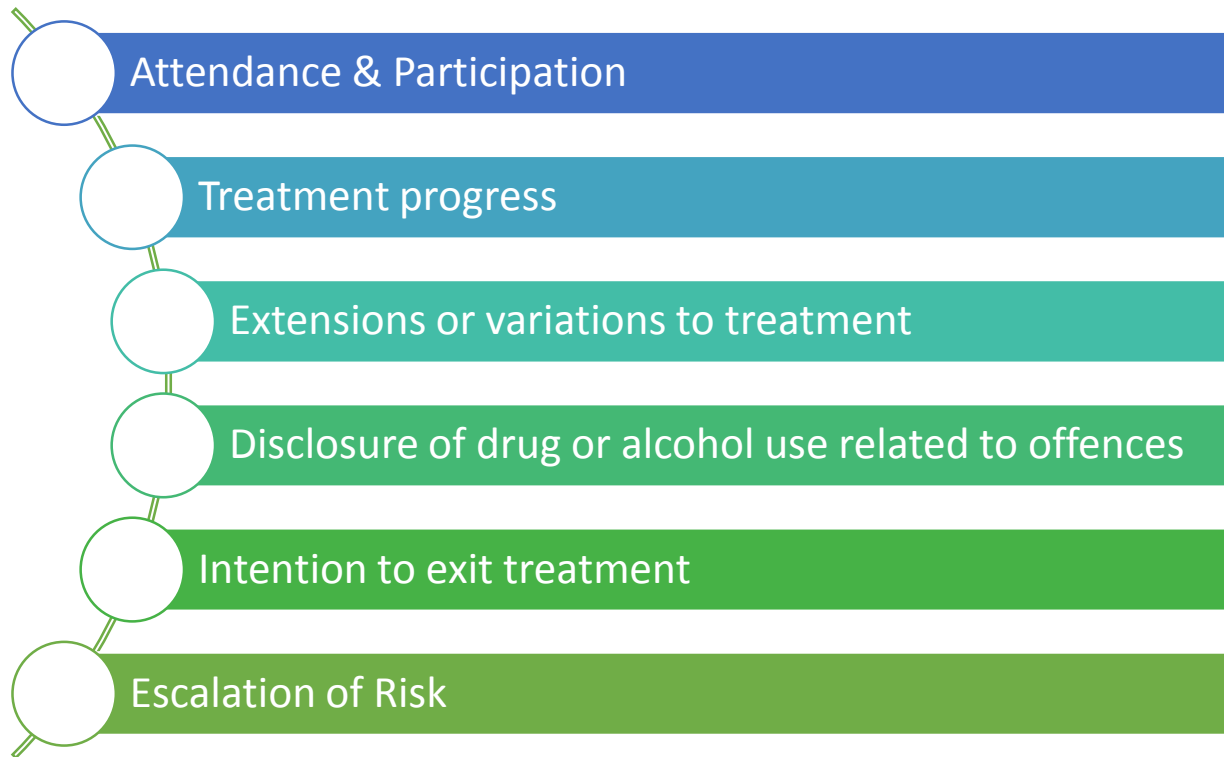 Attendance & Participation
Treatment progress
Extensions or variations to treatment
Disclosure of drug or alcohol use related to offences
Intention to exit treatment
Escalation of Risk